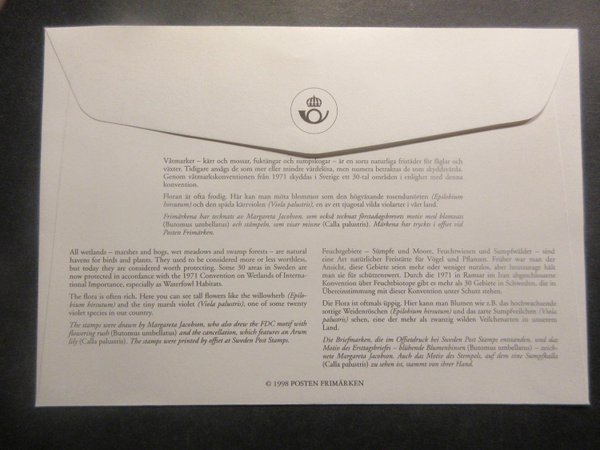 Våtmarker – kärr och mossar, fuktängar och sumpskogar – är en sorts naturliga fristäder för fåglar och
växter. Tidigare ansågs de som mer eller mindre värdelösa, men numera betraktas de som skyddsvärda.
Genom våtmarkskonventionen från 1971 skyddas i Sverige ett 30-tal områden i enlighet med denna
konvention.
Floran är ofta frodig. Här kan man möta blommor som den högväxande rosendunörten (Epilobium
hirsutum) och den späda kärrviolen (Viola palustris), en av ett tjugotal vilda violarter i vårt land.
Frimärkena har tecknats av Margareta Jacobson, som också tecknat förstadagsbrevets motiv med blomvass
(Butomus umbellatus) och stämpeln, som visar missne (Calla palustris). Märkena har tryckts i offset vid
Posten Frimärken.
All wetlands – marshes and bogs, wet meadows and swamp forests – are natural
havens for birds and plants. They used to be considered more or less worthless,
but today they are considered worth protecting. Some 30 areas in Sweden are
now protected in accordance with the 1971 Convention on Wetlands of Interna-
tional Importance, especially as Waterfowl Habitats.
The flora is often rich. Here you can see tall flowers like the willowherb (Epilo-
bium hirsutum) and the tiny marsh violet (Viola palustris), one of some twenty
violet species in our country.
The stamps were drawn by Margareta Jacobson, who also drew the FDC motif with
flowering rush (Butomus umbellatus) and the cancellation, which features an Arum
lily (Calla palustris). The stamps were printed by offset at Sweden Post Stamps.
Feuchtgebiete – Sümpfe und Moore, Feuchtwiesen und Sumpfwälder – sind
eine Art natürlicher Freistätte für Vögel und Pflanzen. Früher war man der
Ansicht, diese Gebiete seien mehr oder weniger nutzlos, aber heutzutage hält
man sie für schützenswert. Durch die 1971 in Ramsar im Iran abgeschlossene
Konvention über Feuchtbiotope gibt es mehr als 30 Gebiete in Schweden, die in
Übereinstimmung mit dieser Konvention unter Schutz stehen.
Die Flora ist oftmals üppig. Hier kann man Blumen wie z.B. das hochwachsende
zottige Weidenröschen (Epilobium hirsutum) und das zarte Sumpfveilchen (Viola
palustris) sehen, eine der mehr als zwanzig wilden Veilchenarten in unserem
Land.
Die Briefmarken, die im Offsetdruck bei Sweden Post Stamps entstanden, und das
Motiv des Ersttagsbriefes – blühende Blumenbinsen (Butomus umbellatus) – zeich-
nete Margareta Jacobson. Auch das Motiv des Stempels, auf dem eine Sumpfkalla
(Calla palustris) zu sehen ist, stammt von ihrer Hand.
© 1998 POSTEN FRIMÄRKEN